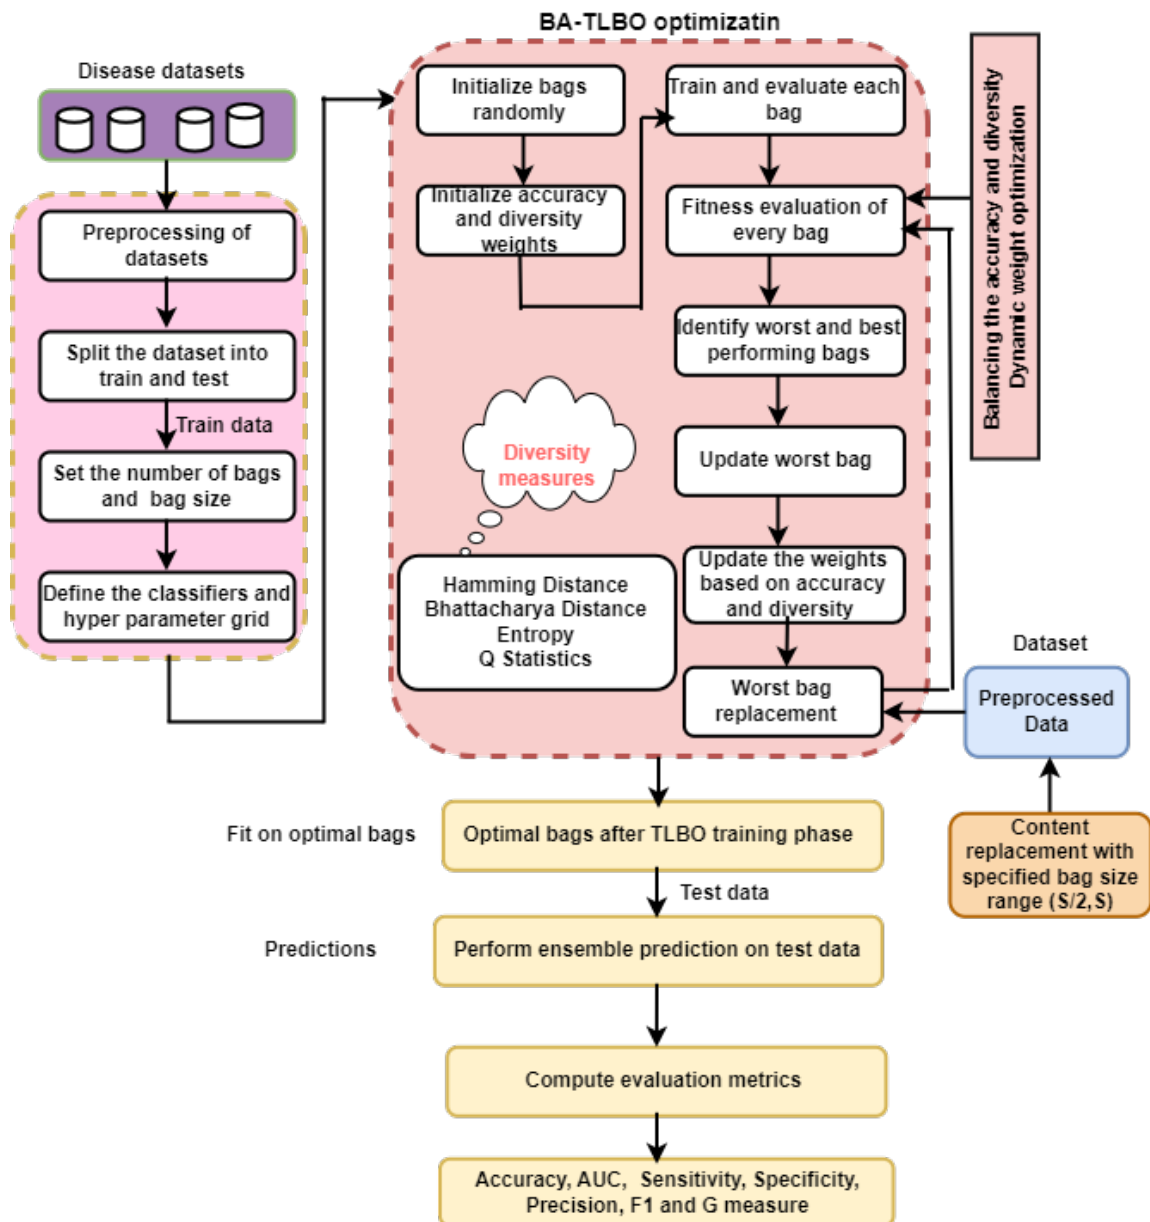 BA-TLBO optimizatin
Disease datasets
Preprocessing of
datasets
Split the dataset into
train and test
Train data
Set the number of bags
and bag size
Define the classifiers and
hyper parameter grid
Initialize bags
randomly
Initialize accuracy
and diversity
weights
Train and evaluate each
bag
Fitness evaluation of
every bag
Identify worst and best
performing bags
Update worst bag
Update the weights
based on accuracy
and diversity
Worst bag
replacement
Diversity
measures
Hamming Distance
Bhattacharya Distance
Entropy
Q Statistics
Balancing the accuracy and diversity
Dynamic weight optimization
Dataset
Preprocessed
Data
Content
replacement with
specified bag size
range (S/2,S)
Fit on optimal bags
Optimal bags after TLBO training phase
Test data
Predictions
Perform ensemble prediction on test data
Compute evaluation metrics
Accuracy, AUC, Sensitivity, Specificity,
Precision, F1 and G measure